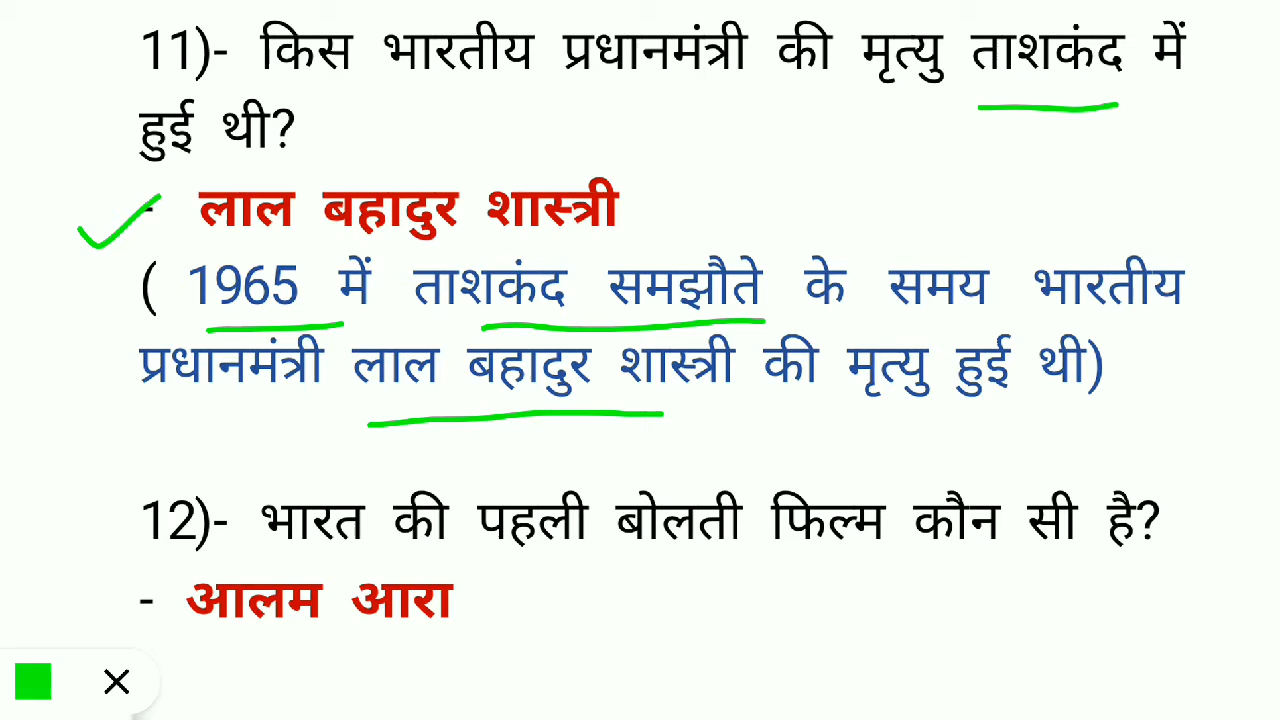 11)- किस भारतीय प्रधानमंत्री की मृत्यु ताशकंद में
हुई थी?
- लाल बहादुर शास्त्री
( 1965 में ताशकंद समझौते के समय भारतीय
प्रधानमंत्री लाल बहादुर शास्त्री की मृत्यु हुई थी)
12)- भारत की पहली बोलती फिल्म कौन सी है?
- आलम आरा